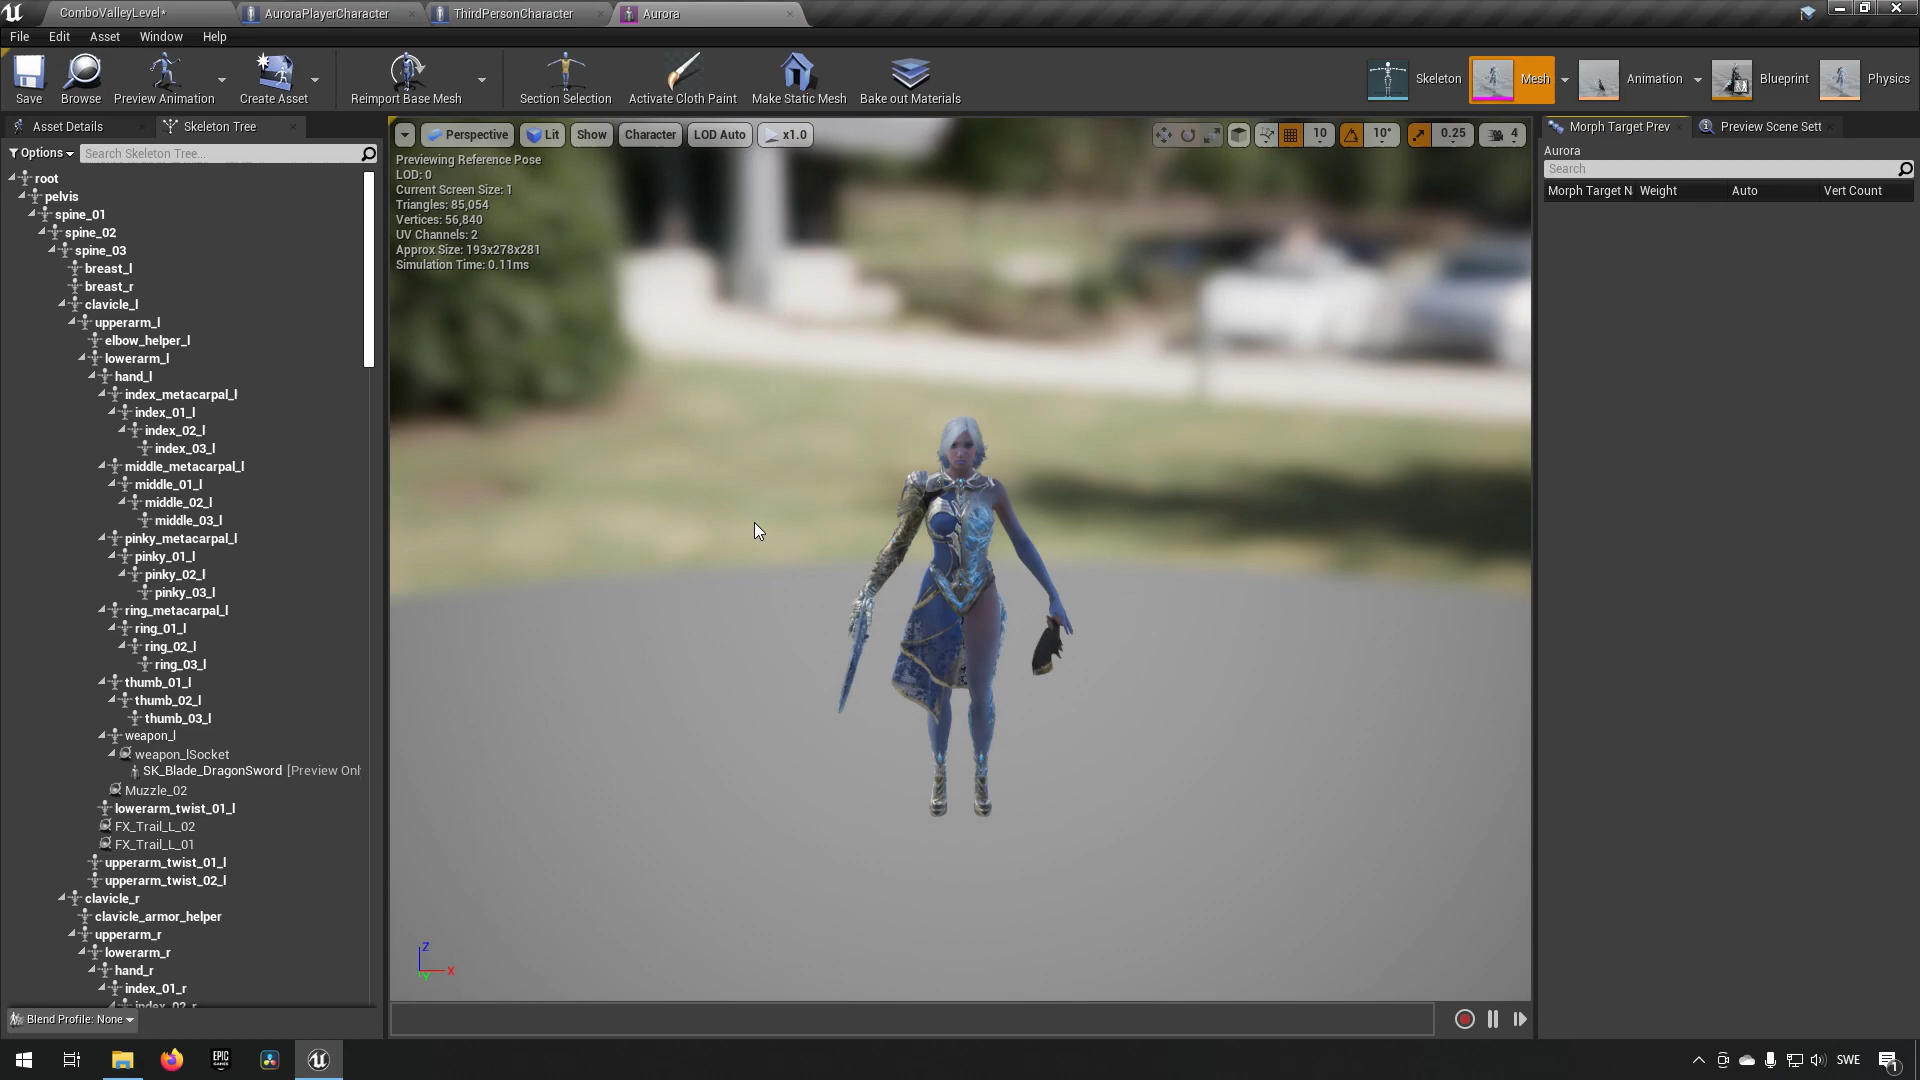 ComboValleyLevel*
AuroraPlayerCharacter
ThirdPersonCharacter
Aurora
File Edit Asset Window Help
Save
Browse
Preview Animation
Create Asset
Reimport Base Mesh
Section Selection
Activate Cloth Paint
Make Static Mesh
Bake out Materials
Skeleton
Mesh
Animation
Blueprint
Physics
Asset Details
Skeleton Tree
Options
Search Skeleton Tree...
root
pelvis
spine_01
spine_02
spine_03
breast_l
breast_r
clavicle_l
upperarm_l
elbow_helper_l
lowerarm_l
hand_l
index_metacarpal_l
index_01_l
index_02_l
index_03_l
middle_metacarpal_l
middle_01_l
middle_02_l
middle_03_l
pinky_metacarpal_l
pinky_01_l
pinky_02_l
pinky_03_l
ring_metacarpal_l
ring_01_l
ring_02_l
ring_03_l
thumb_01_l
thumb_02_l
thumb_03_l
weapon_l
weapon_lSocket
SK_Blade_DragonSword [Preview Onl
Muzzle_02
lowerarm_twist_01_l
FX_Trail_L_02
FX_Trail_L_01
upperarm_twist_01_l
upperarm_twist_02_l
clavicle_r
clavicle_armor_helper
upperarm_r
lowerarm_r
hand_r
index_01_r
index_02_r
Blend Profile: None
Perspective
Lit
Show
Character
LOD Auto
x1.0
10
10°
0.25
4
Previewing Reference Pose
LOD: 0
Current Screen Size: 1
Triangles: 85,054
Vertices: 56,840
UV Channels: 2
Approx Size: 193x278x281
Simulation Time: 0.11ms
Z
X
Y
Morph Target Prev
Preview Scene Sett
Aurora
Search
Morph Target N Weight Auto Vert Count
EPIC
GAMES
SWE
1